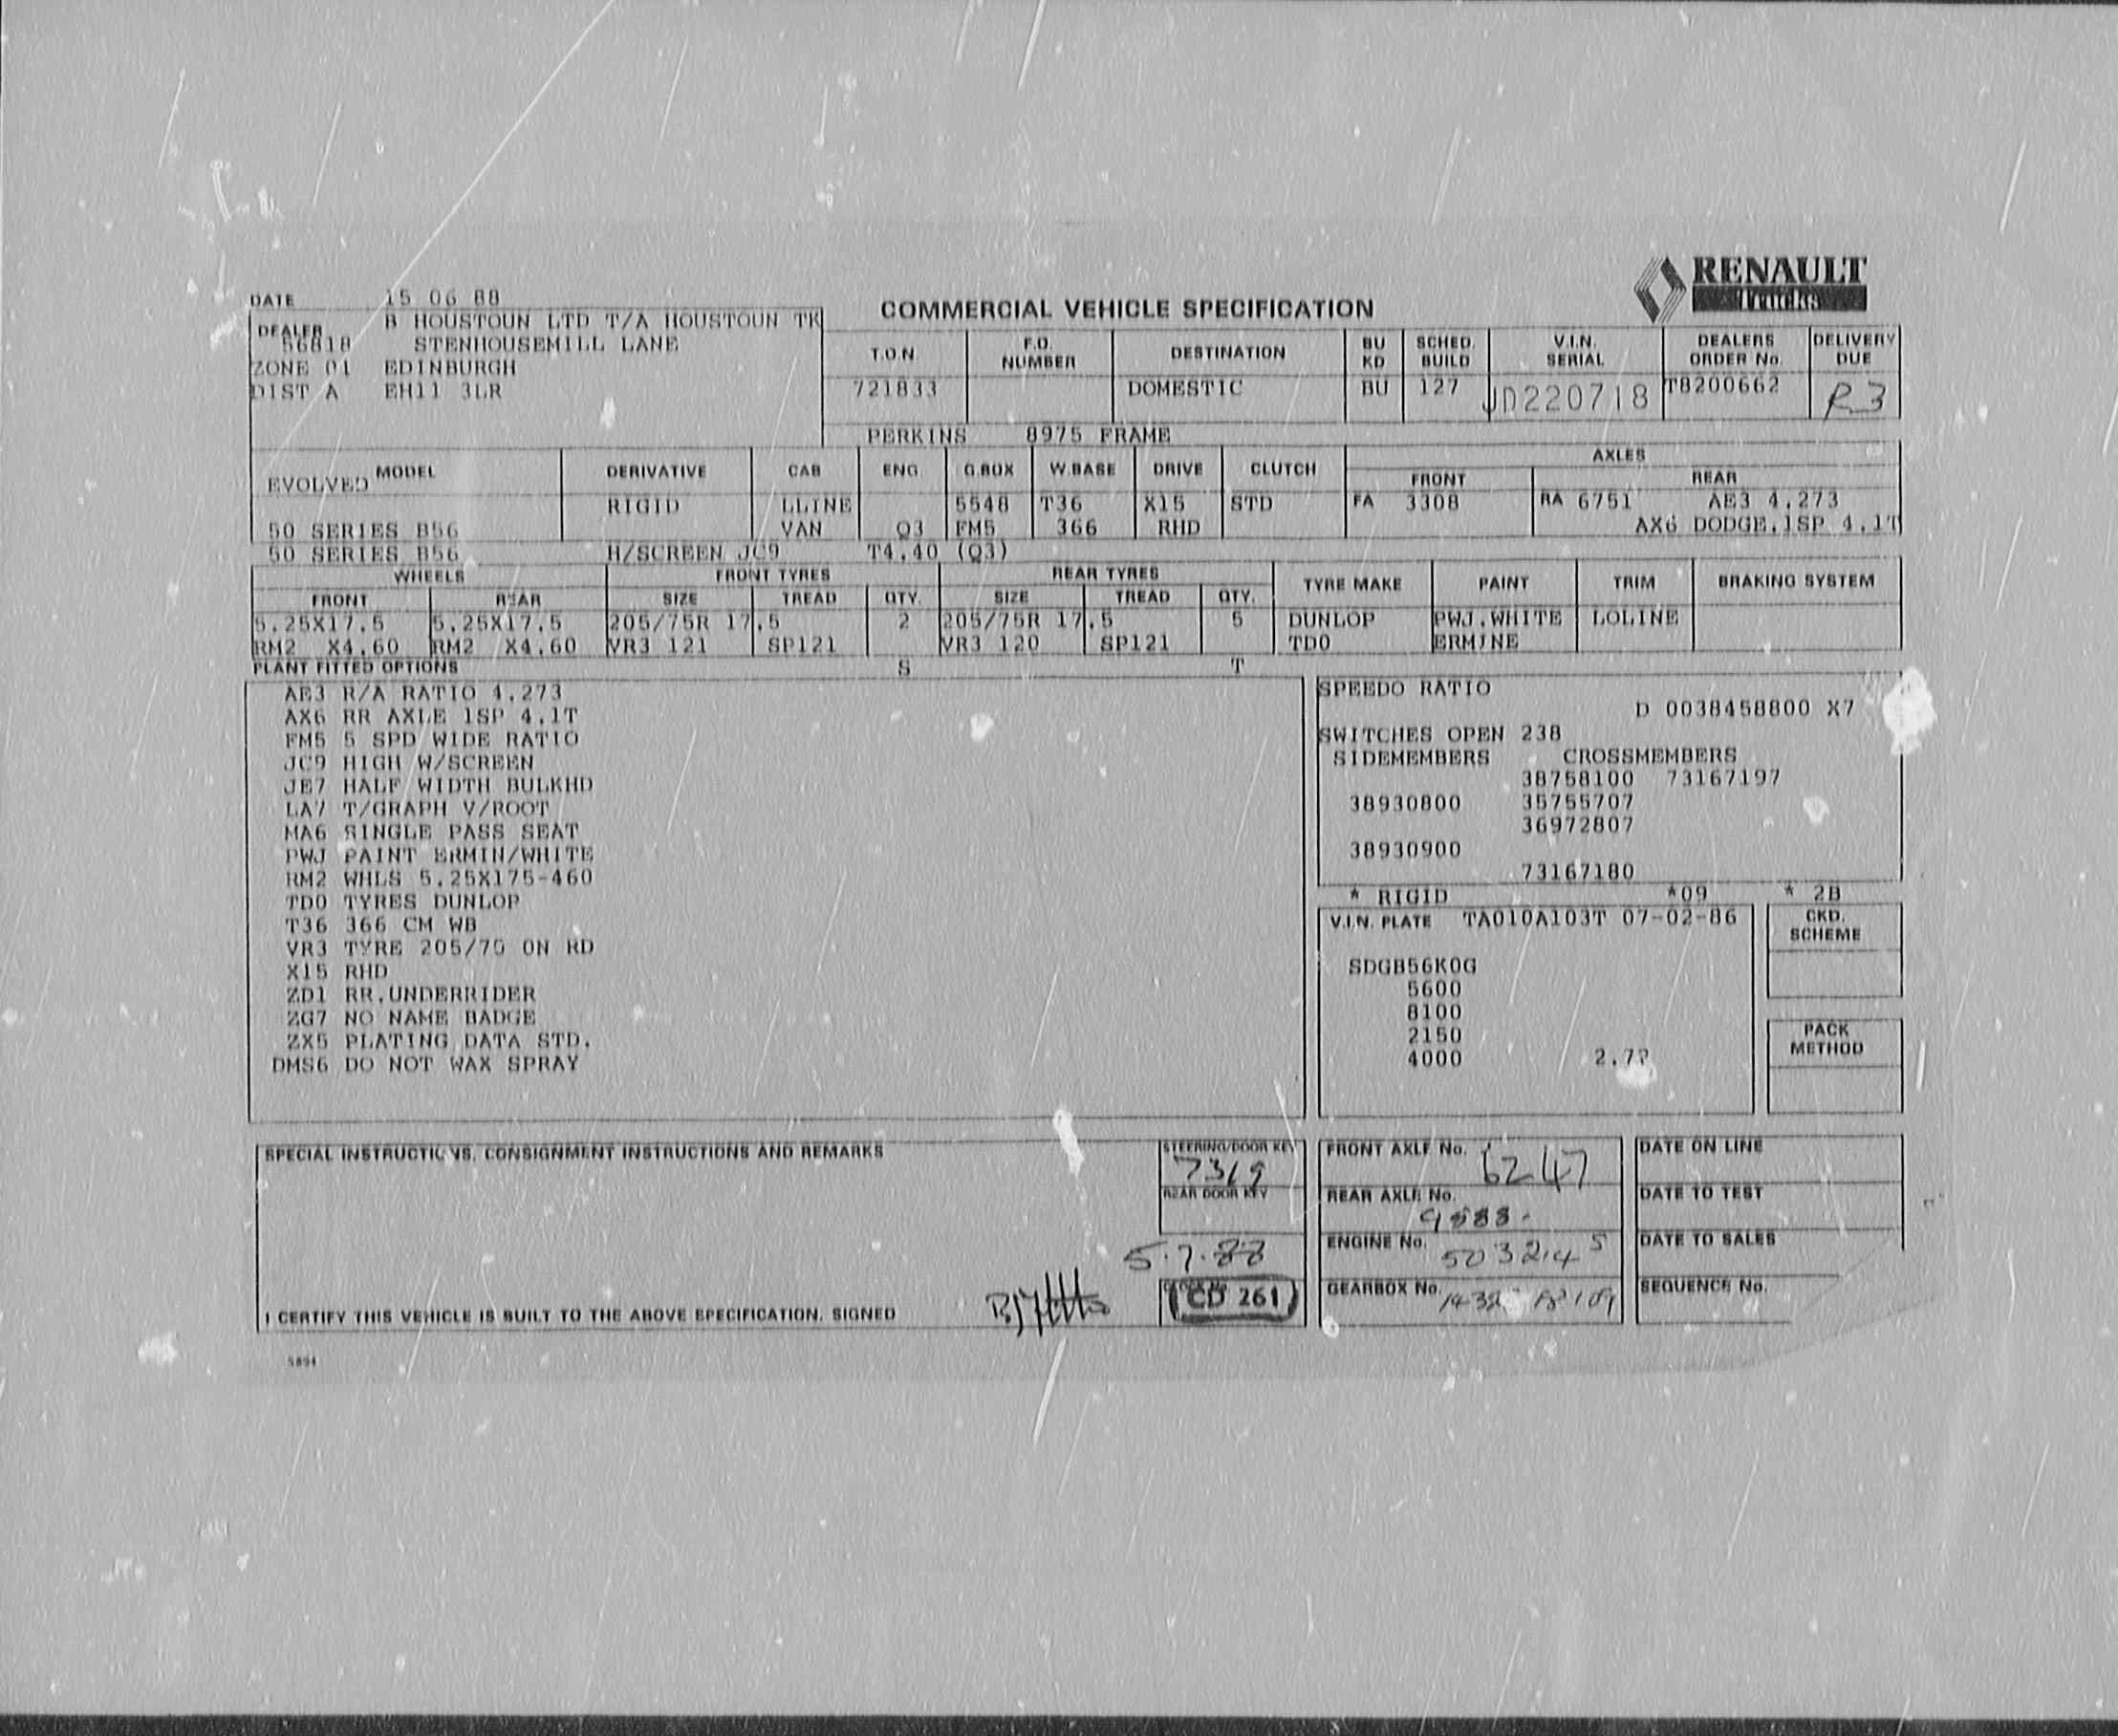 RENAULT
Trucks
COMMERCIAL VEHICLE SPECIFICATION
DATE 15 06 88
DEALER B HOUSTOUN LTD T/A HOUSTOUN TK
56818 STENHOUSEMILL LANE
ZONE 01 EDINBURGH
DIST A EH11 3LR
T.O.N F.O. NUMBER DESTINATION BU KD SCHED. BUILD V.I.N. SERIAL DEALERS ORDER No. DELIVERY DUE
721833 DOMESTIC BU 127 JD220718 T8200662 R3
PERKINS 8975 FRAME
MODEL DERIVATIVE CAB ENG G.BOX W.BASE DRIVE CLUTCH AXLES
FRONT REAR
EVOLVED
RIGID LLINE 5548 T36 X15 STD FA 3308 RA 6751 AE3 4.273
50 SERIES B56 VAN Q3 FM5 366 RHD AX6 DODGE.1SP 4.1T
50 SERIES B56 H/SCREEN JC9 T4.40 (Q3)
WHEELS FRONT TYRES REAR TYRES TYRE MAKE PAINT TRIM BRAKING SYSTEM
FRONT REAR SIZE TREAD QTY. SIZE TREAD QTY.
5.25X17.5 5.25X17.5 205/75R 17.5 2 205/75R 17.5 5 DUNLOP PWJ.WHITE LOLINE
RM2 X4.60 RM2 X4.60 VR3 121 SP121 VR3 120 SP121 TD0 ERMINE
PLANT FITTED OPTIONS S T
AE3 R/A RATIO 4.273
AX6 RR AXLE 1SP 4.1T
FM5 5 SPD WIDE RATIO
JC9 HIGH W/SCREEN
JE7 HALF WIDTH BULKHD
LA7 T/GRAPH V/ROOT
MA6 SINGLE PASS SEAT
PWJ PAINT ERMIN/WHITE
RM2 WHLS 5.25X175-460
TD0 TYRES DUNLOP
T36 366 CM WB
VR3 TYRE 205/75 ON RD
X15 RHD
ZD1 RR.UNDERRIDER
ZG7 NO NAME BADGE
ZX5 PLATING DATA STD.
DMS6 DO NOT WAX SPRAY
SPEEDO RATIO
D 0038458800 X7
SWITCHES OPEN 238
SIDEMEMBERS CROSSMEMBERS
38758100 73167197
38930800 35755707
36972807
38930900
73167180
* RIGID *09 * 2B
V.I.N. PLATE TA010A103T 07-02-86
SDGB56K0G
5600
8100
2150
4000 2.7?
CKD. SCHEME
PACK METHOD
SPECIAL INSTRUCTIONS, CONSIGNMENT INSTRUCTIONS AND REMARKS
STEERING/DOOR KEY
7319
REAR DOOR KEY
5.7.88
CD 261
I CERTIFY THIS VEHICLE IS BUILT TO THE ABOVE SPECIFICATION. SIGNED
FRONT AXLE No. 6247
REAR AXLE No.
9588
ENGINE No. 5032145
GEARBOX No.
DATE ON LINE
DATE TO TEST
DATE TO SALES
SEQUENCE No.
5894